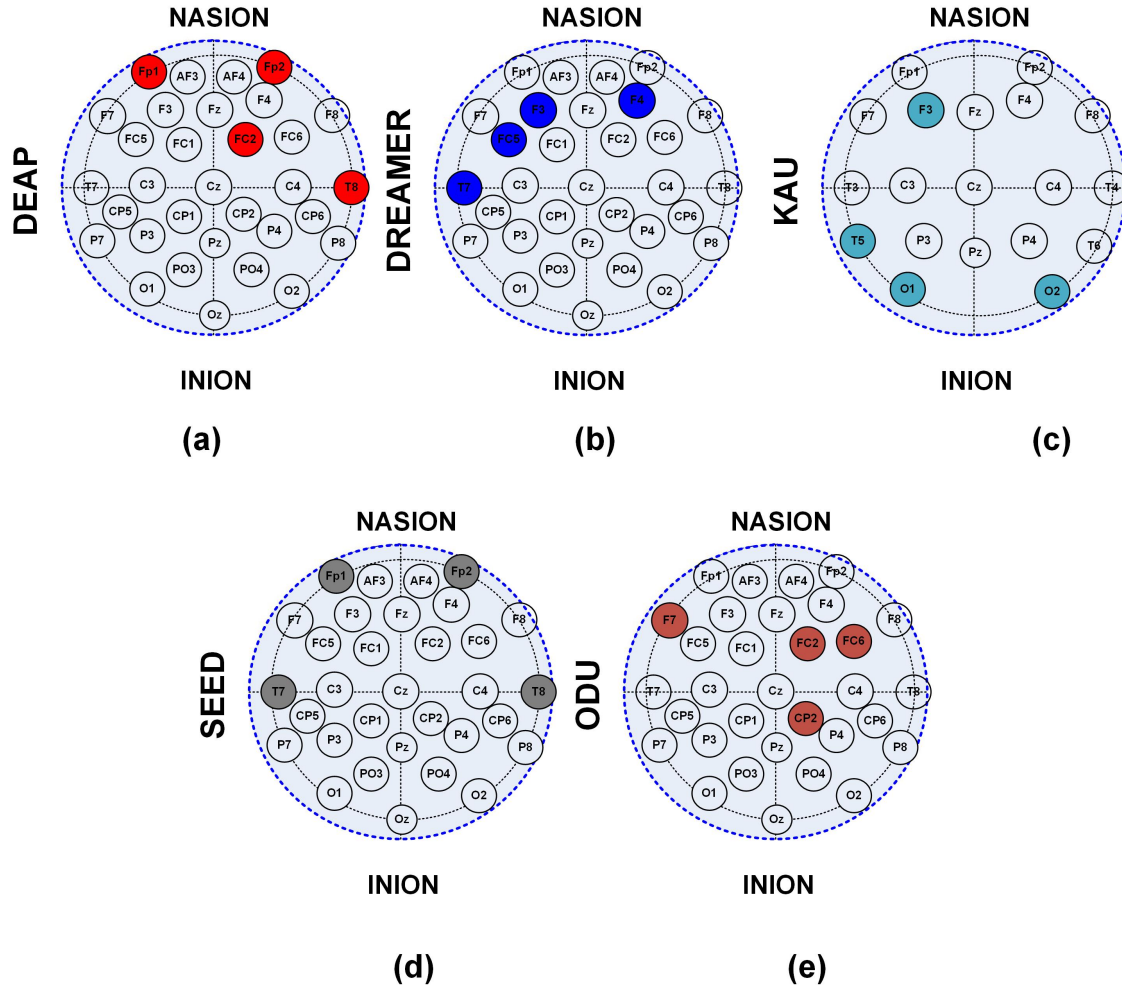 NASION NASION NASION
Fp1 Fp2 Fp1 Fp2 Fp1 Fp2
AF3 AF4 AF3 AF4
F7 F3 Fz F4 F8 F7 F3 Fz F4 F8 F7 F3 Fz F4 F8
FC5 FC1 FC2 FC6 FC5 FC1 FC2 FC6
DEAP T7 C3 Cz C4 T8 DREAMER T7 C3 Cz C4 T8 KAU T3 C3 Cz C4 T4
CP5 CP1 CP2 CP6 CP5 CP1 CP2 CP6
P7 P3 Pz P4 P8 P7 P3 Pz P4 P8 T5 P3 Pz P4 T6
PO3 PO4 PO3 PO4
O1 O2 O1 O2 O1 O2
Oz Oz
INION INION INION
(a) (b) (c)
NASION NASION
Fp1 Fp2 Fp1 Fp2
AF3 AF4 AF3 AF4
F7 F3 Fz F4 F8 F7 F3 Fz F4 F8
FC5 FC1 FC2 FC6 FC5 FC1 FC2 FC6
SEED T7 C3 Cz C4 T8 ODU T7 C3 Cz C4 T8
CP5 CP1 CP2 CP6 CP5 CP1 CP2 CP6
P7 P3 Pz P4 P8 P7 P3 Pz P4 P8
PO3 PO4 PO3 PO4
O1 O2 O1 O2
Oz Oz
INION INION
(d) (e)